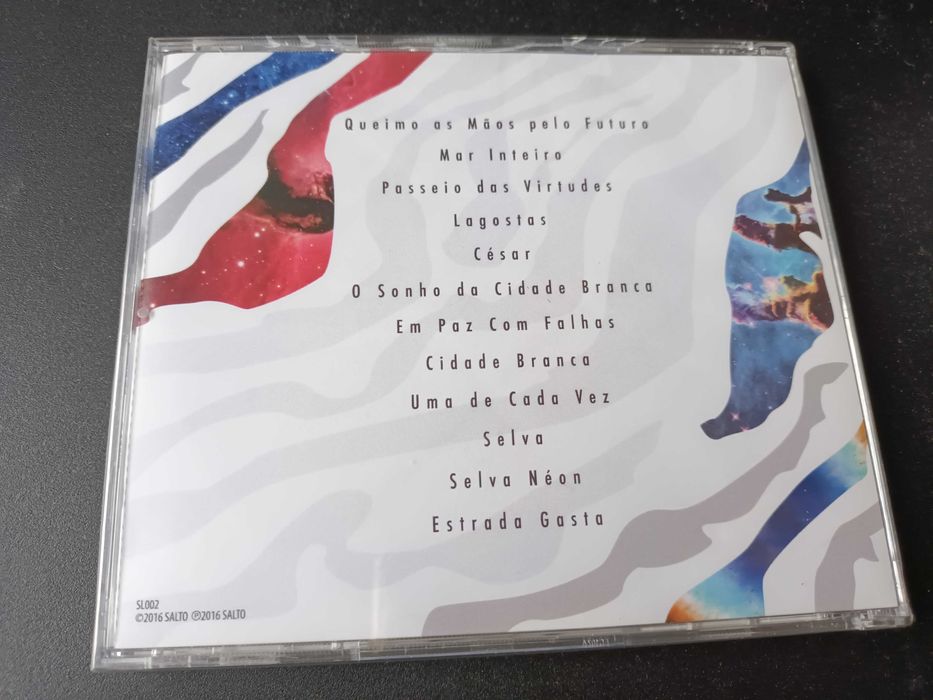 Queimo as Mãos pelo Futuro
Mar Inteiro
Passeio das Virtudes
Lagostas
César
O Sonho da Cidade Branca
Em Paz Com Falhas
Cidade Branca
Uma de Cada Vez
Selva
Selva Néon
Estrada Gasta
SL002
©2016 SALTO ℗2016 SALTO